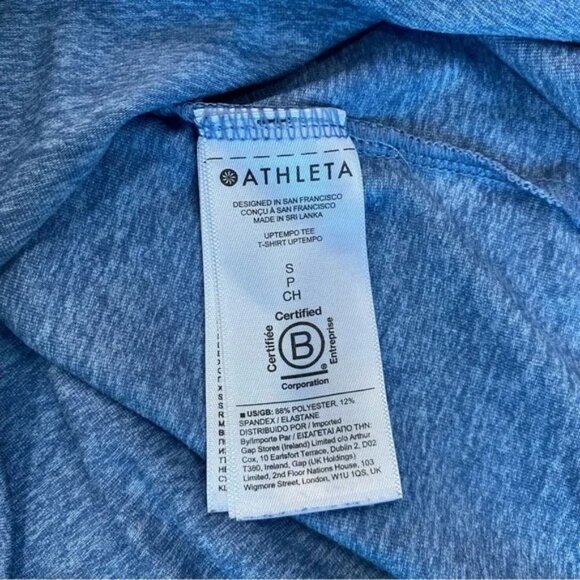 ATHLETA
DESIGNED IN SAN FRANCISCO
CONÇU À SAN FRANCISCO
MADE IN SRI LANKA
UPTEMPO TEE
T-SHIRT UPTEMPO
S
P
CH
Certified
Certifiée
B
Entreprise
®
Corporation
■ US/GB: 88% POLYESTER, 12%
SPANDEX / ELASTANE
DISTRIBUIDO POR / Imported
By/Importe Par / ΕΙΣΑΓΕΤΑΙ ΑΠΟ ΤΗΝ:
Gap Stores (Ireland) Limited c/o Arthur
Cox, 10 Earlsfort Terrace, Dublin 2, D02
T380, Ireland, Gap (UK Holdings)
Limited, 2nd Floor Nations House, 103
Wigmore Street, London, W1U 1QS, UK